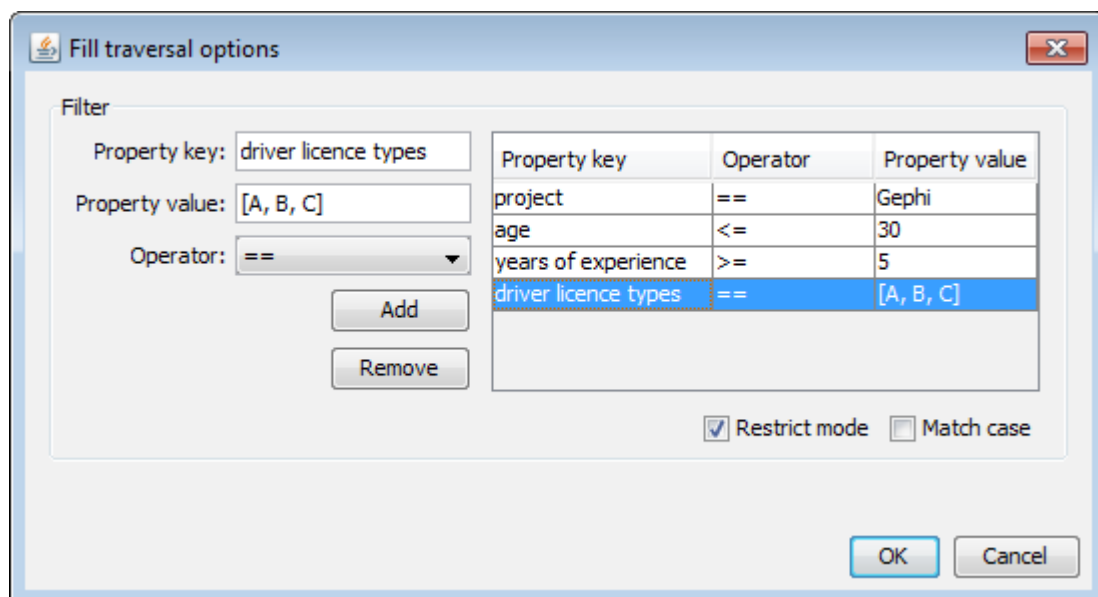 Fill traversal options
Filter
Property key: driver licence types
Property value: [A, B, C]
Operator: ==
Add
Remove
Property key Operator Property value
project == Gephi
age <= 30
years of experience >= 5
driver licence types == [A, B, C]
Restrict mode Match case
OK Cancel